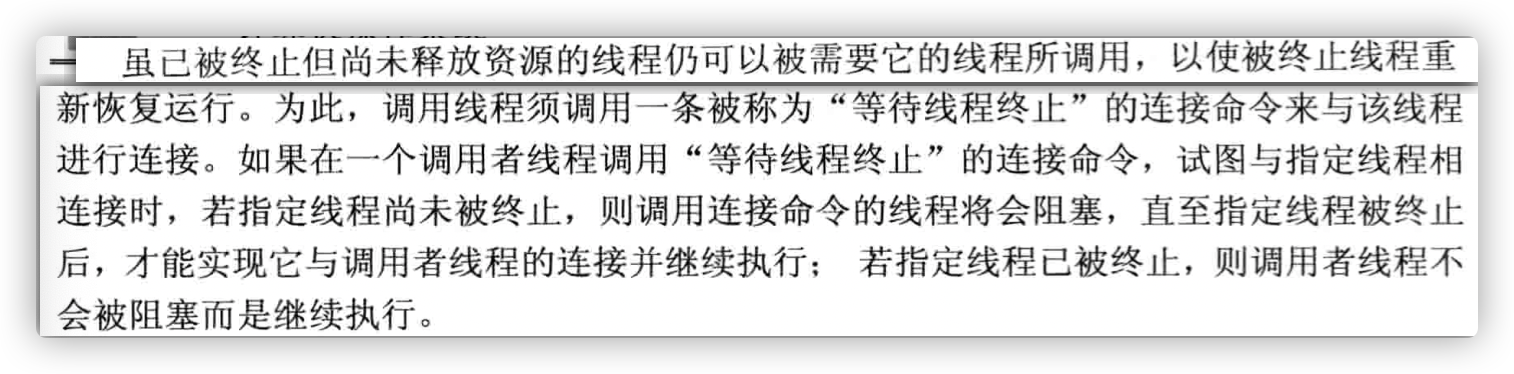 虽已被终止但尚未释放资源的线程仍可以被需要它的线程所调用，以使被终止线程重
新恢复运行。为此，调用线程须调用一条被称为“等待线程终止”的连接命令来与该线程
进行连接。如果在一个调用者线程调用“等待线程终止”的连接命令，试图与指定线程相
连接时，若指定线程尚未被终止，则调用连接命令的线程将会阻塞，直至指定线程被终止
后，才能实现它与调用者线程的连接并继续执行； 若指定线程已被终止，则调用者线程不
会被阻塞而是继续执行。